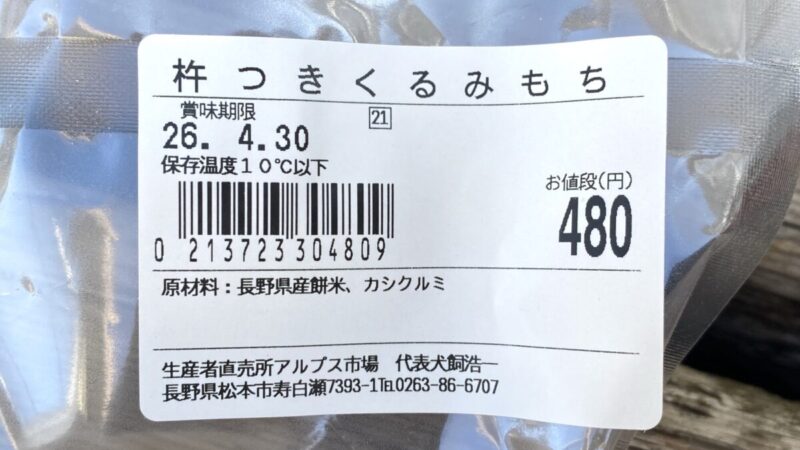 杵つきくるみもち
賞味期限
21
26. 4.30
保存温度10℃以下
お値段(円)
480
0 213723 304809
原材料:長野県産餅米、カシクルミ
生産者直売所アルプス市場 代表犬飼浩一
長野県松本市寿白瀬7393-1℡0263-86-6707